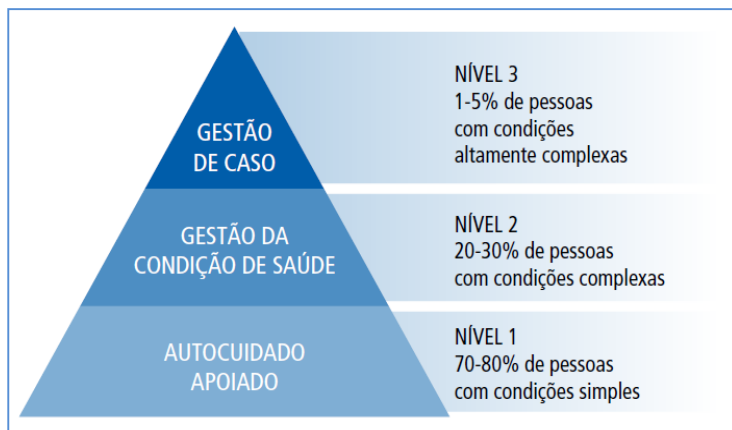 GESTÃO
DE CASO
NÍVEL 3
1-5% de pessoas
com condições
altamente complexas
GESTÃO DA
CONDIÇÃO DE SAÚDE
NÍVEL 2
20-30% de pessoas
com condições complexas
AUTOCUIDADO
APOIADO
NÍVEL 1
70-80% de pessoas
com condições simples